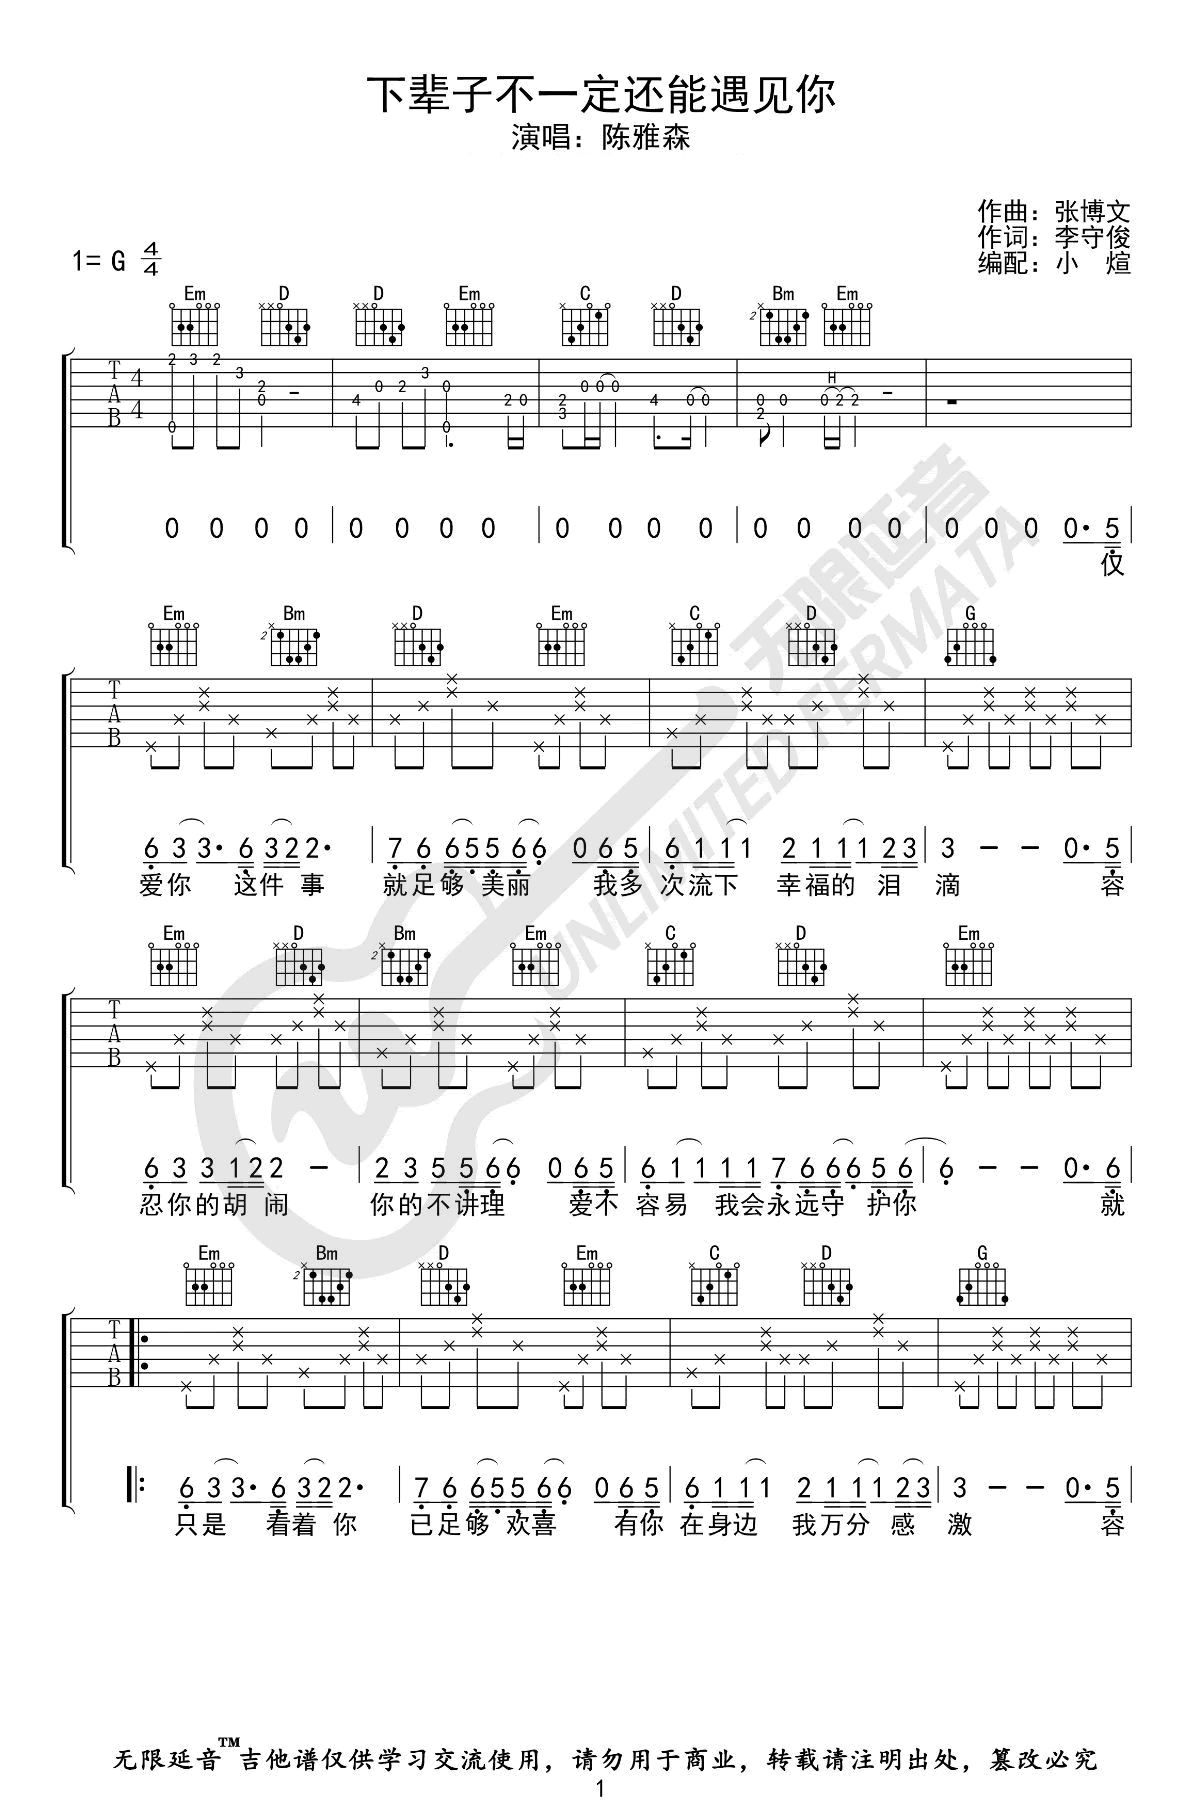 下辈子不一定还能遇见你
演唱：陈雅森
作曲：张博文
作词：李守俊
编配：小 煊
1= G 4/4
Em D D Em C D Bm Em
2 2
T A B 4 4
2 3 2 3 2 0 0 – 4 0 2 3 0 0 2 0 2 3 0 0 0 4 0 0 0 2 0 H 0 2 2 –
0 0 0 0 0 0 0 0 0 0 0 0 0 0 0 0 0 0 0 0· 5
仅
Em Bm D Em C D G
2
T A B
6 3 3· 6 3 2 2· 7 6 6 5 5 6 6 0 6 5 6 1 1 1 2 1 1 1 2 3 3 – – 0· 5
爱你 这件 事 就足够 美丽 我多 次流下 幸福的 泪 滴 容
Em D Bm Em C D Em
2
T A B
6 3 3 1 2 2 – 2 3 5 5 6 6 0 6 5 6 1 1 1 1 7 6 6 6 5 6 6 – – 0· 6
忍你的胡 闹 你的不讲理 爱不 容易 我会永远守 护你 就
Em Bm D Em C D G
2
T A B
6 3 3· 6 3 2 2· 7 6 6 5 5 6 6 0 6 5 6 1 1 1 2 1 1 1 2 3 3 – – 0· 5
只是 看着 你 已足够 欢喜 有你 在身边 我万分 感 激 容
无限延音 UNLIMITED FERMATA
无限延音™吉他谱仅供学习交流使用，请勿用于商业，转载请注明出处，篡改必究
1